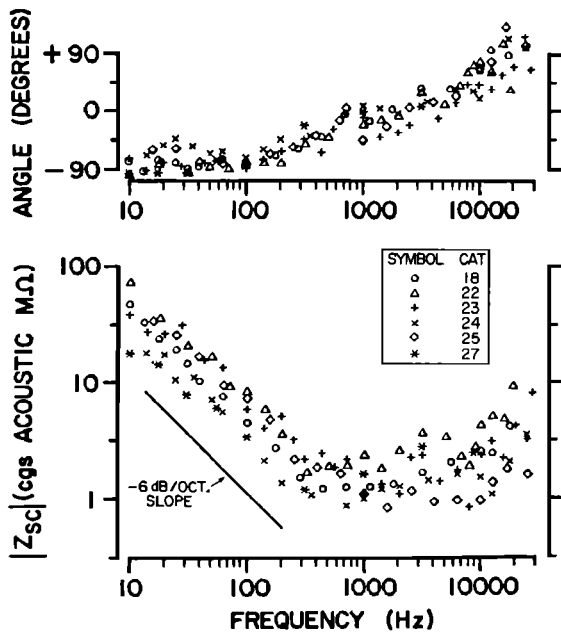 ANGLE (DEGREES)
+ 90
0
- 90
10 100 1000 10000
|Z_SC| (cgs ACOUSTIC MΩ)
100
10
1
SYMBOL CAT
○ 18
△ 22
+ 23
× 24
◇ 25
* 27
-6 dB/OCT.
SLOPE
10 100 1000 10000
FREQUENCY (Hz)